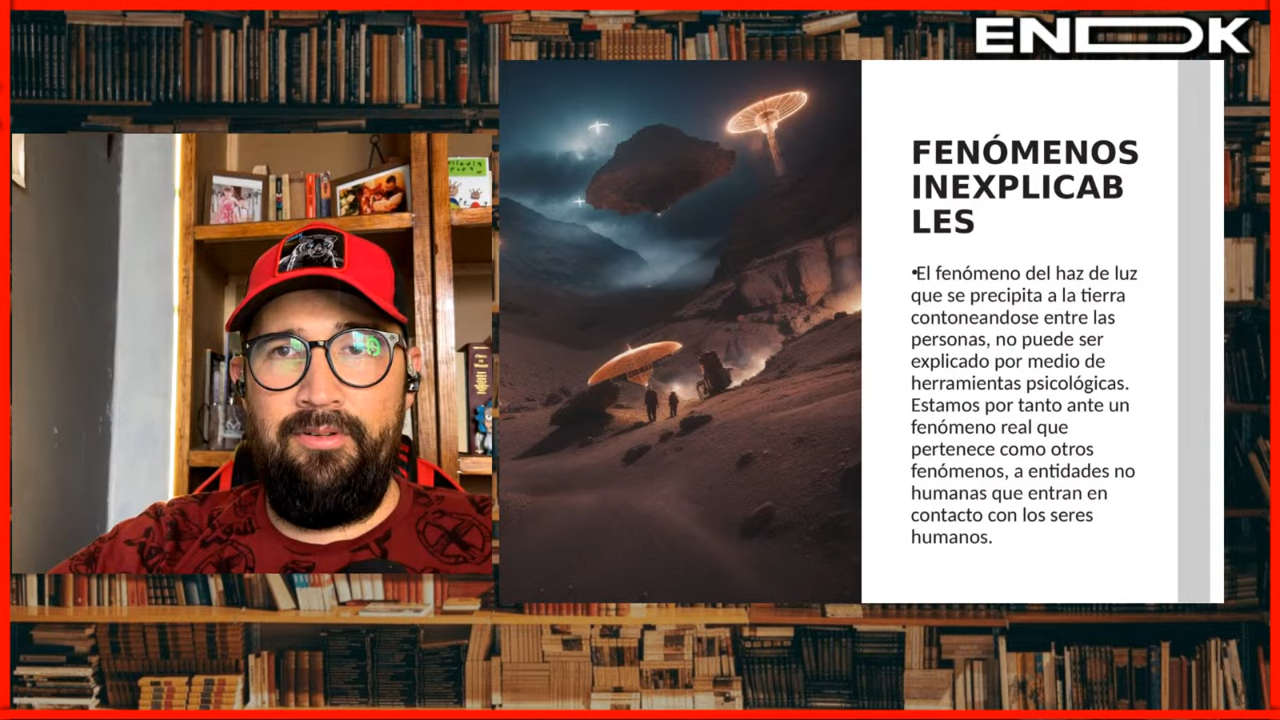 ENDK
FENÓMENOS
INEXPLICAB
LES
•El fenómeno del haz de luz
que se precipita a la tierra
contoneandose entre las
personas, no puede ser
explicado por medio de
herramientas psicológicas.
Estamos por tanto ante un
fenómeno real que
pertenece como otros
fenómenos, a entidades no
humanas que entran en
contacto con los seres
humanos.